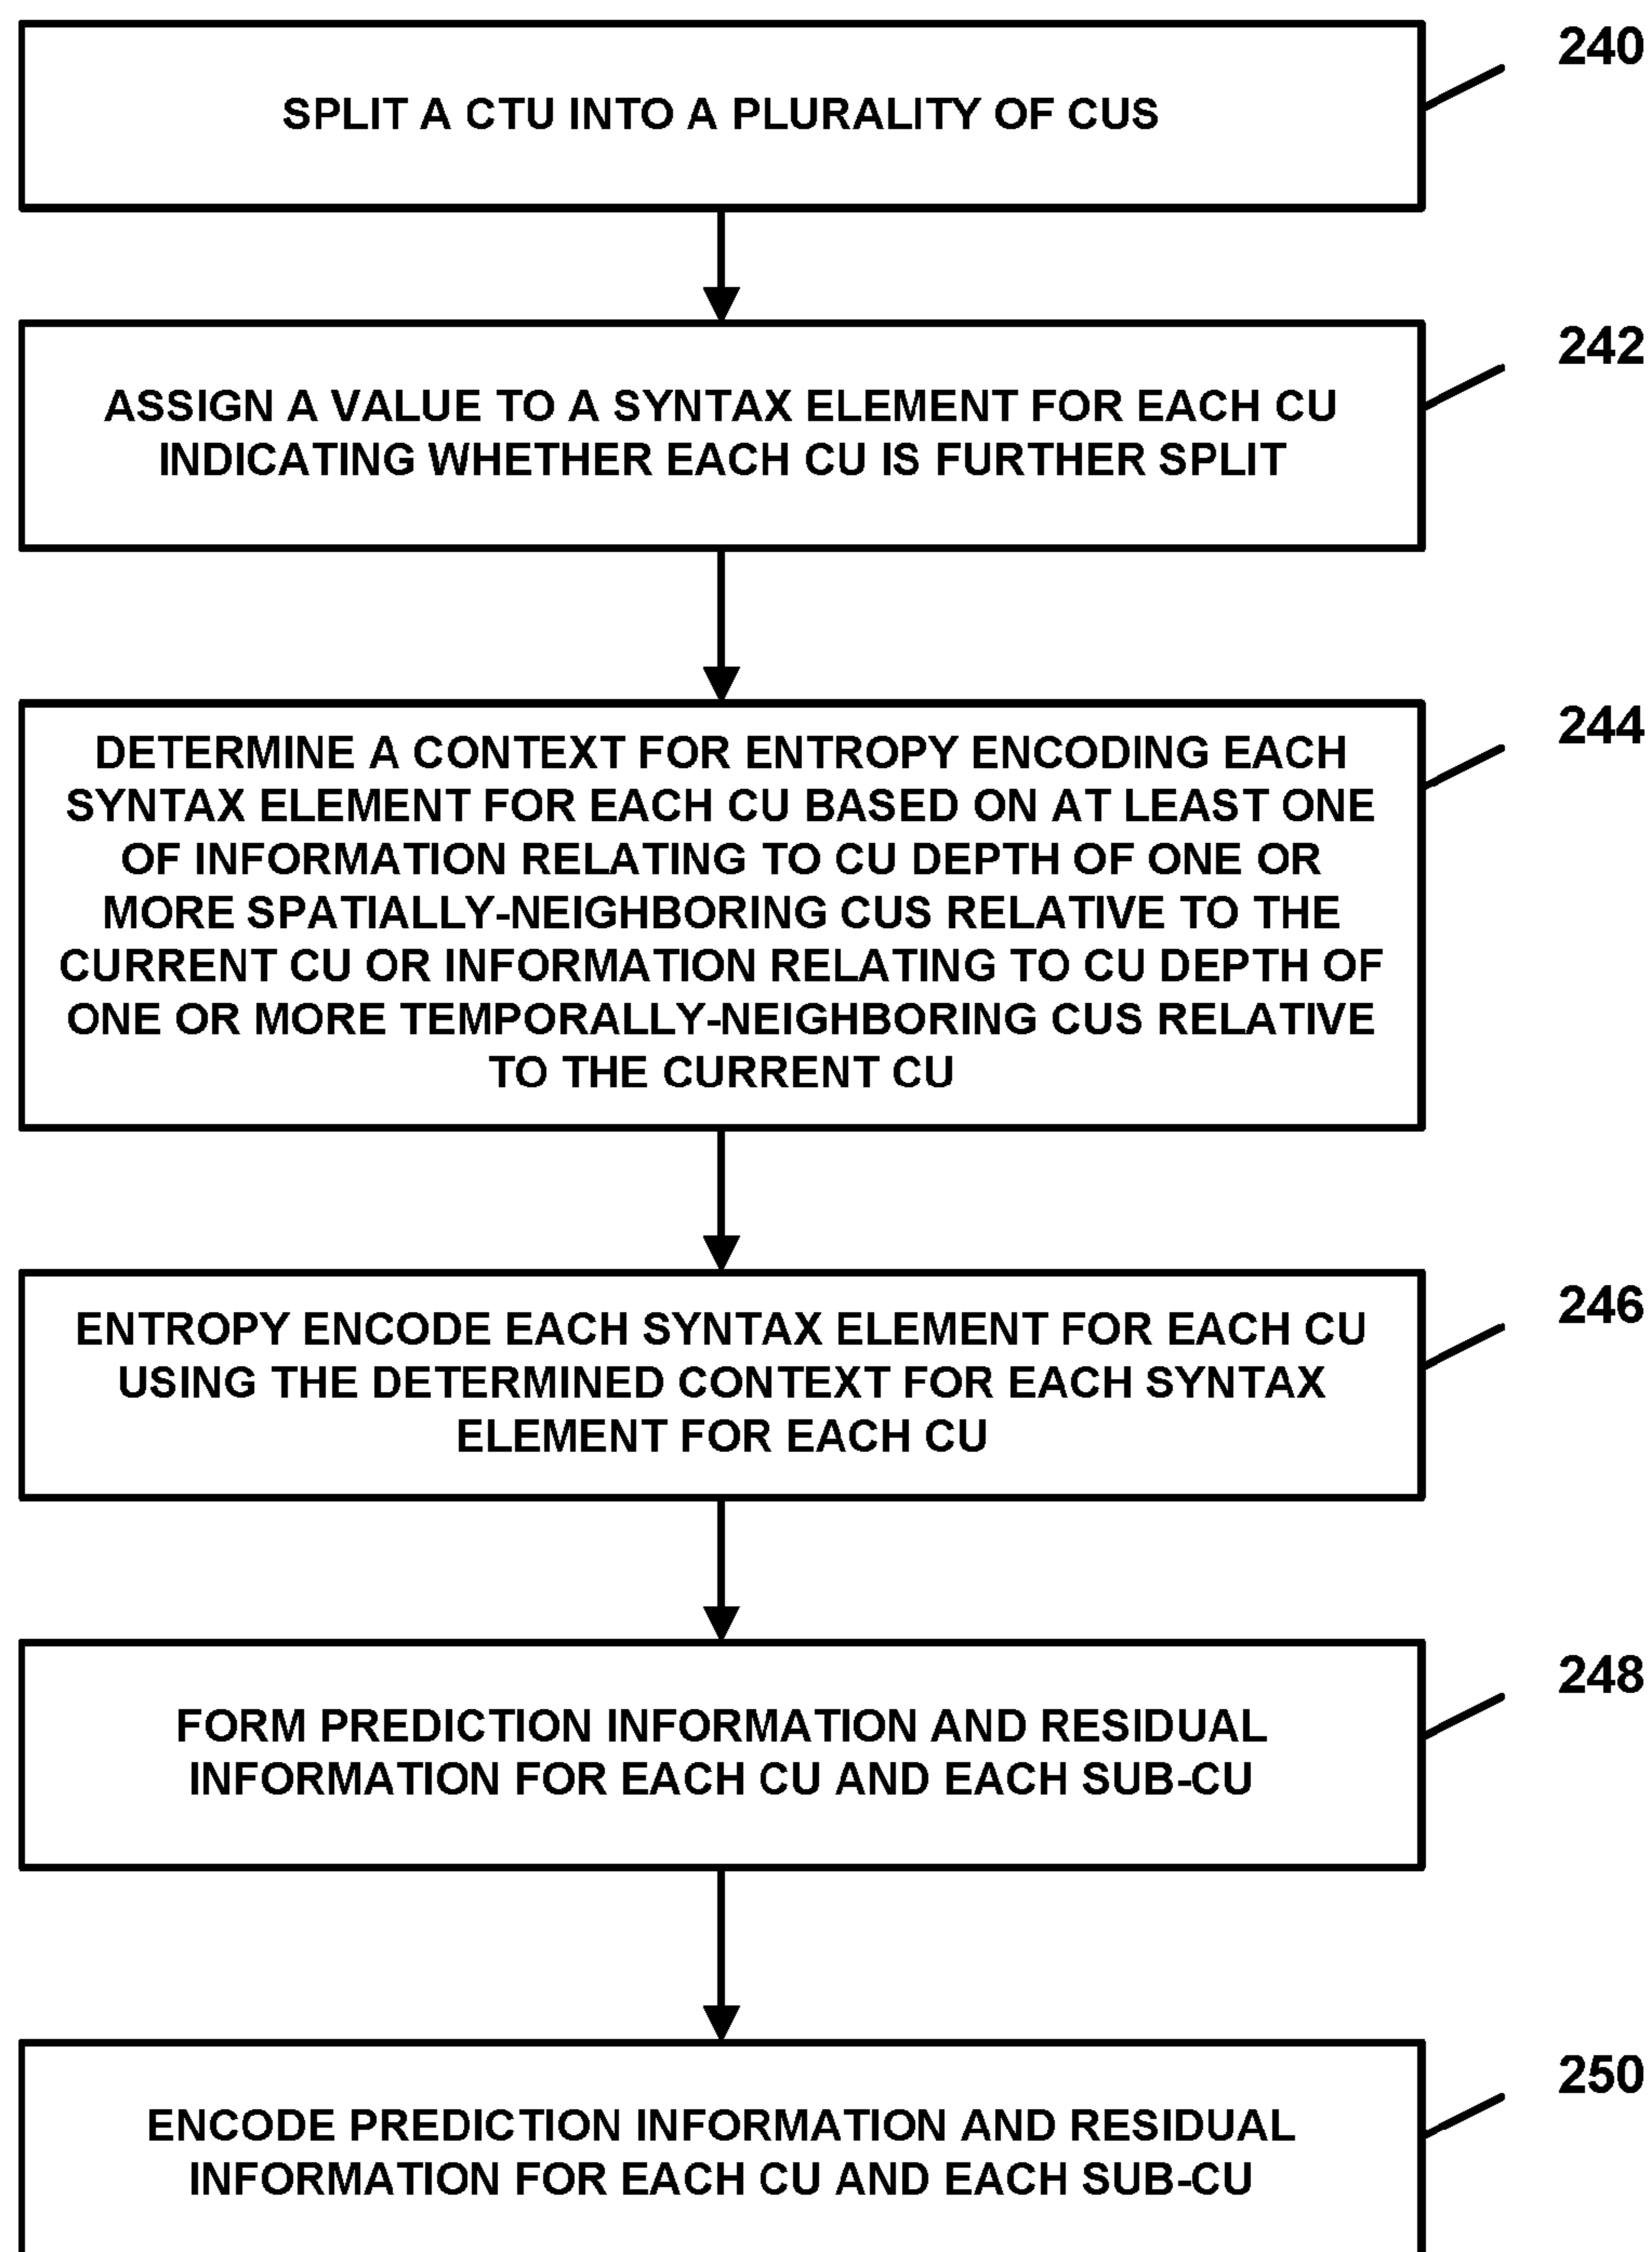 240
SPLIT A CTU INTO A PLURALITY OF CUS
242
ASSIGN A VALUE TO A SYNTAX ELEMENT FOR EACH CU
INDICATING WHETHER EACH CU IS FURTHER SPLIT
244
DETERMINE A CONTEXT FOR ENTROPY ENCODING EACH
SYNTAX ELEMENT FOR EACH CU BASED ON AT LEAST ONE
OF INFORMATION RELATING TO CU DEPTH OF ONE OR
MORE SPATIALLY-NEIGHBORING CUS RELATIVE TO THE
CURRENT CU OR INFORMATION RELATING TO CU DEPTH OF
ONE OR MORE TEMPORALLY-NEIGHBORING CUS RELATIVE
TO THE CURRENT CU
246
ENTROPY ENCODE EACH SYNTAX ELEMENT FOR EACH CU
USING THE DETERMINED CONTEXT FOR EACH SYNTAX
ELEMENT FOR EACH CU
248
FORM PREDICTION INFORMATION AND RESIDUAL
INFORMATION FOR EACH CU AND EACH SUB-CU
250
ENCODE PREDICTION INFORMATION AND RESIDUAL
INFORMATION FOR EACH CU AND EACH SUB-CU